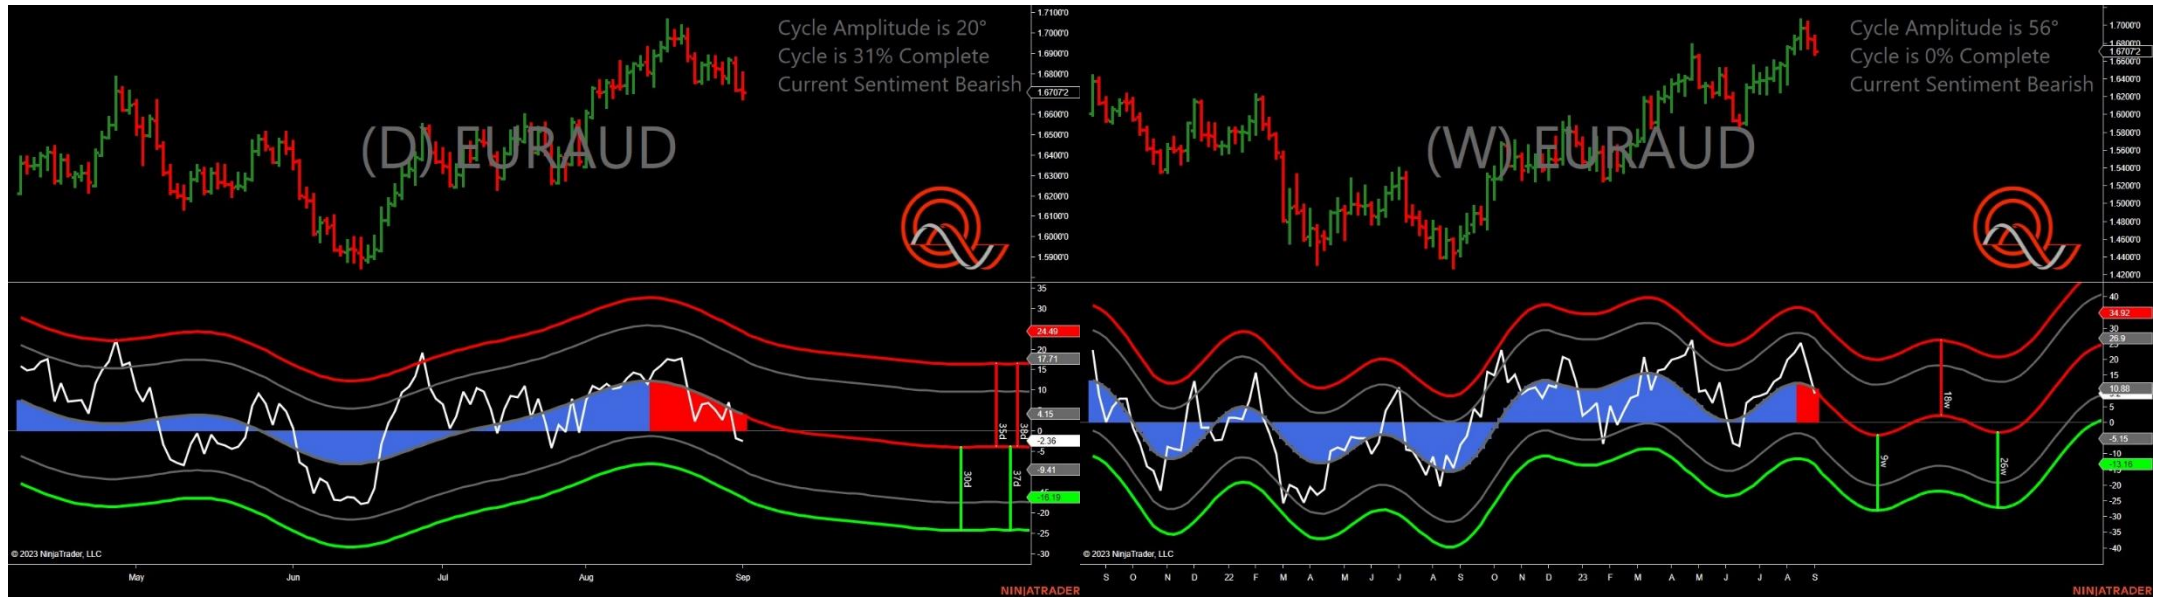 Cycle Amplitude is 20°
Cycle is 31% Complete
Current Sentiment Bearish
(D) EURAUD
1.7100'0
1.7000'0
1.6900'0
1.6800'0
1.6707'2
1.6600'0
1.6500'0
1.6400'0
1.6300'0
1.6200'0
1.6100'0
1.6000'0
1.5900'0
35
30
24.49
20
17.71
15
10
4.15
0
-2.36
-5
-9.41
-16.19
-20
-25
-30
30d
35d
37d
38d
© 2023 NinjaTrader, LLC
May Jun Jul Aug Sep
NINJATRADER
Cycle Amplitude is 56°
Cycle is 0% Complete
Current Sentiment Bearish
(W) EURAUD
1.7000'0
1.6800'0
1.6707'2
1.6600'0
1.6400'0
1.6200'0
1.6000'0
1.5800'0
1.5600'0
1.5400'0
1.5200'0
1.5000'0
1.4800'0
1.4600'0
1.4400'0
1.4200'0
40
34.92
30
26.9
20
15
10.88
5
0
-5.15
-13.16
-20
-25
-30
-35
-40
9w
18w
26w
© 2023 NinjaTrader, LLC
S O N D 22 F M A M J J A S O N D 23 F M A M J J A S
NINJATRADER